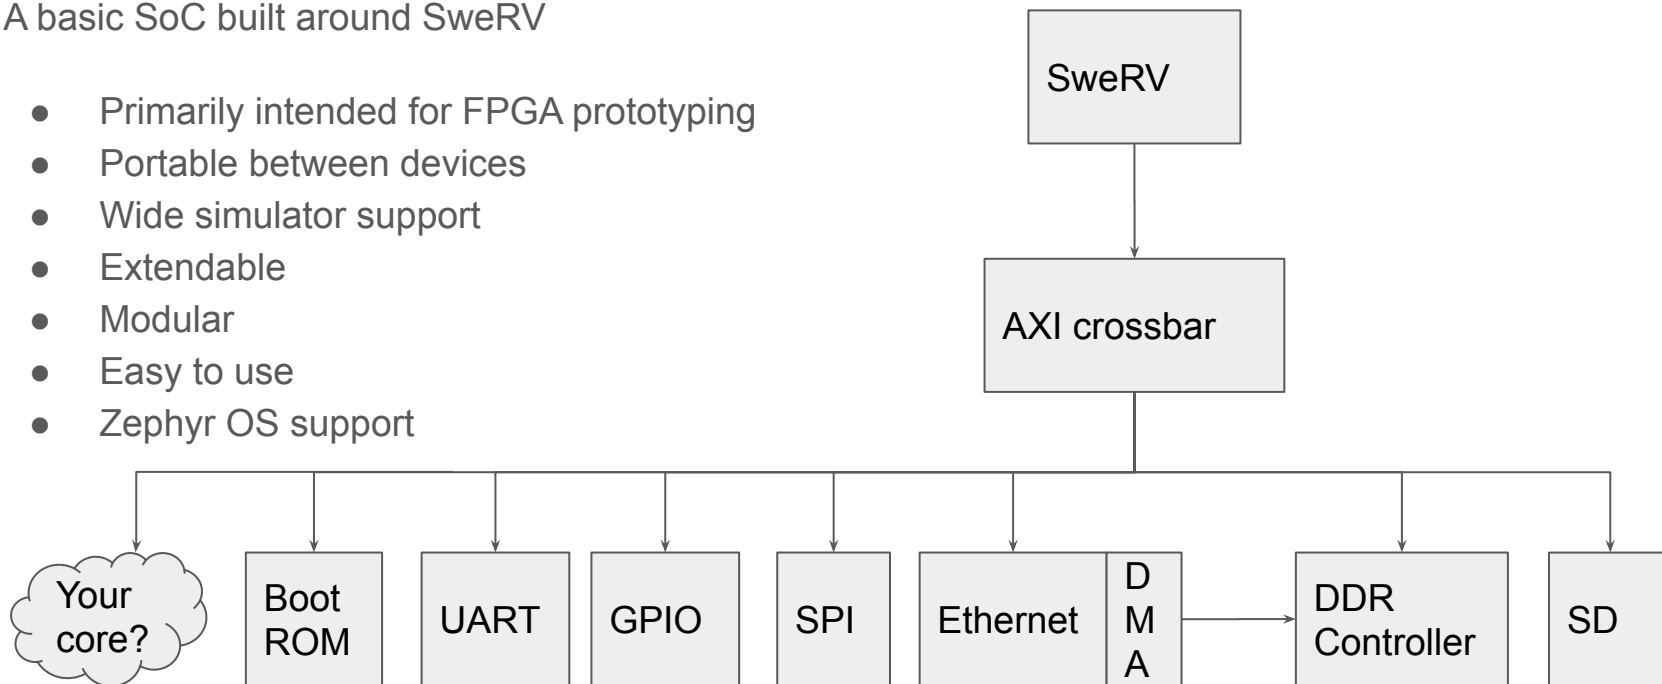 A basic SoC built around SweRV
● Primarily intended for FPGA prototyping
● Portable between devices
● Wide simulator support
● Extendable
● Modular
● Easy to use
● Zephyr OS support
SweRV
AXI crossbar
Your
core?
Boot
ROM
UART
GPIO
SPI
Ethernet
D
M
A
DDR
Controller
SD